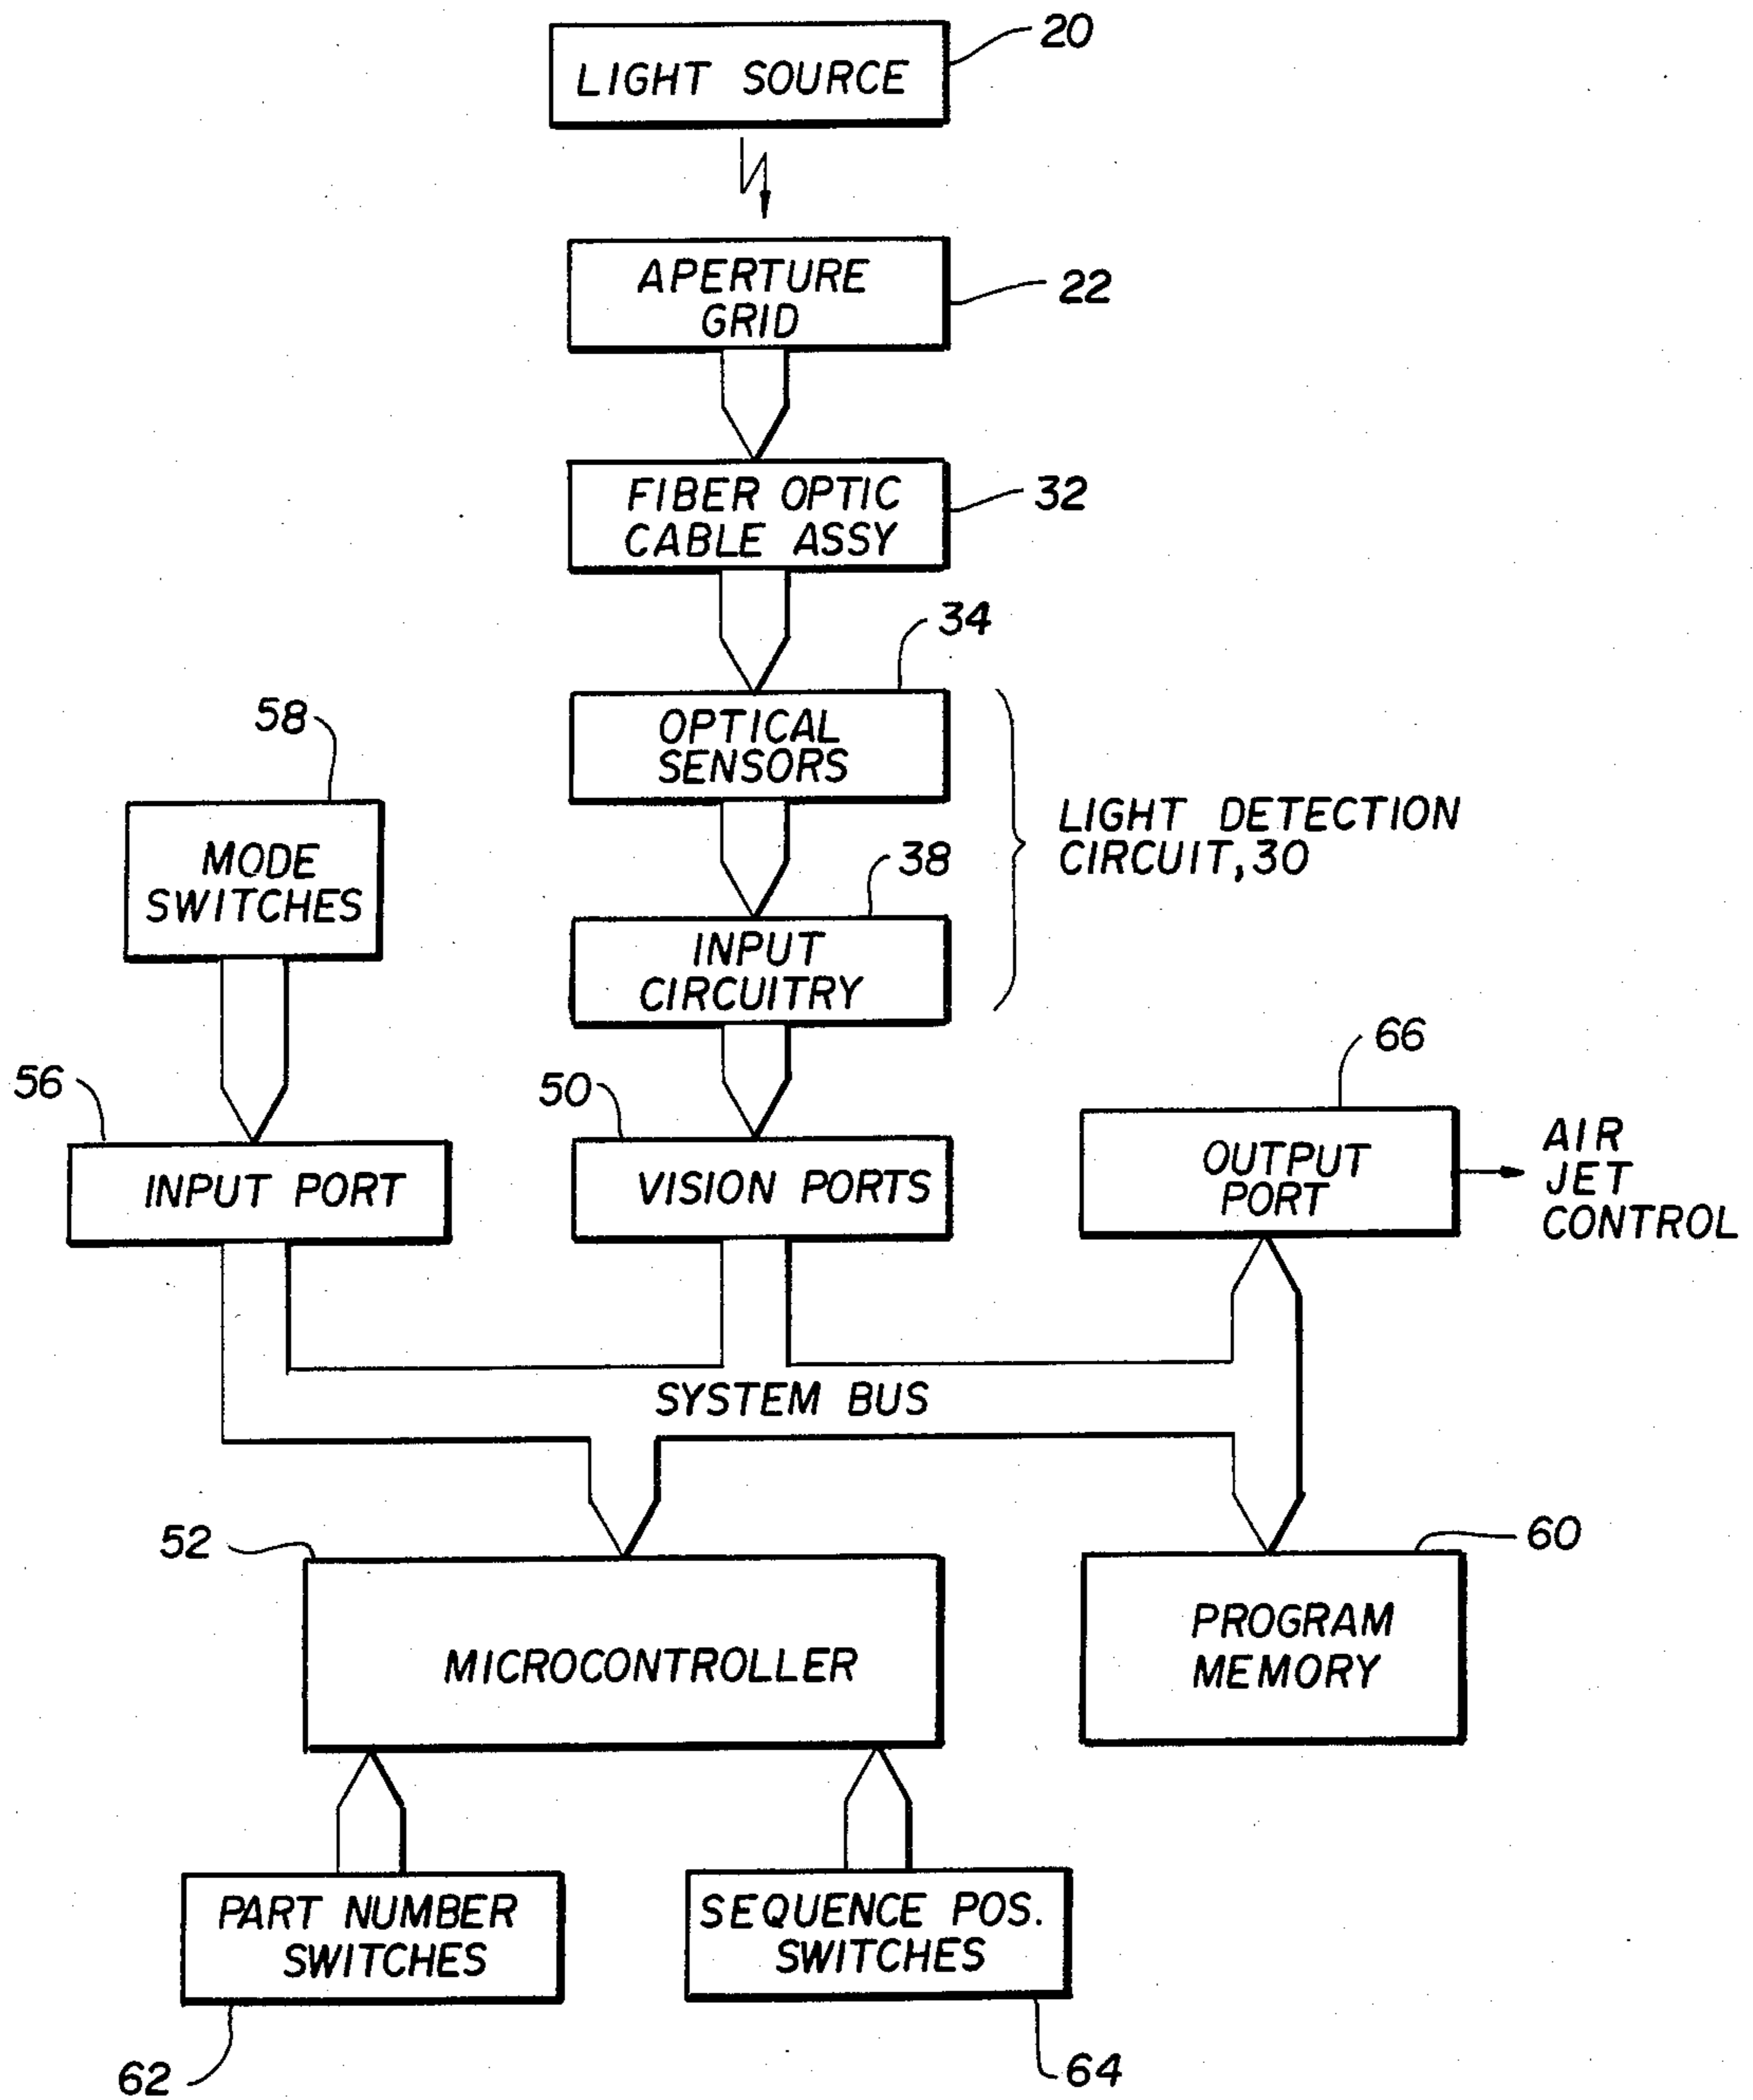 20
LIGHT SOURCE
APERTURE
GRID
22
FIBER OPTIC
CABLE ASSY
32
34
OPTICAL
SENSORS
58
MODE
SWITCHES
LIGHT DETECTION
CIRCUIT, 30
38
INPUT
CIRCUITRY
56
INPUT PORT
50
VISION PORTS
66
OUTPUT
PORT
AIR
JET
CONTROL
SYSTEM BUS
52
MICROCONTROLLER
60
PROGRAM
MEMORY
PART NUMBER
SWITCHES
62
SEQUENCE POS.
SWITCHES
64